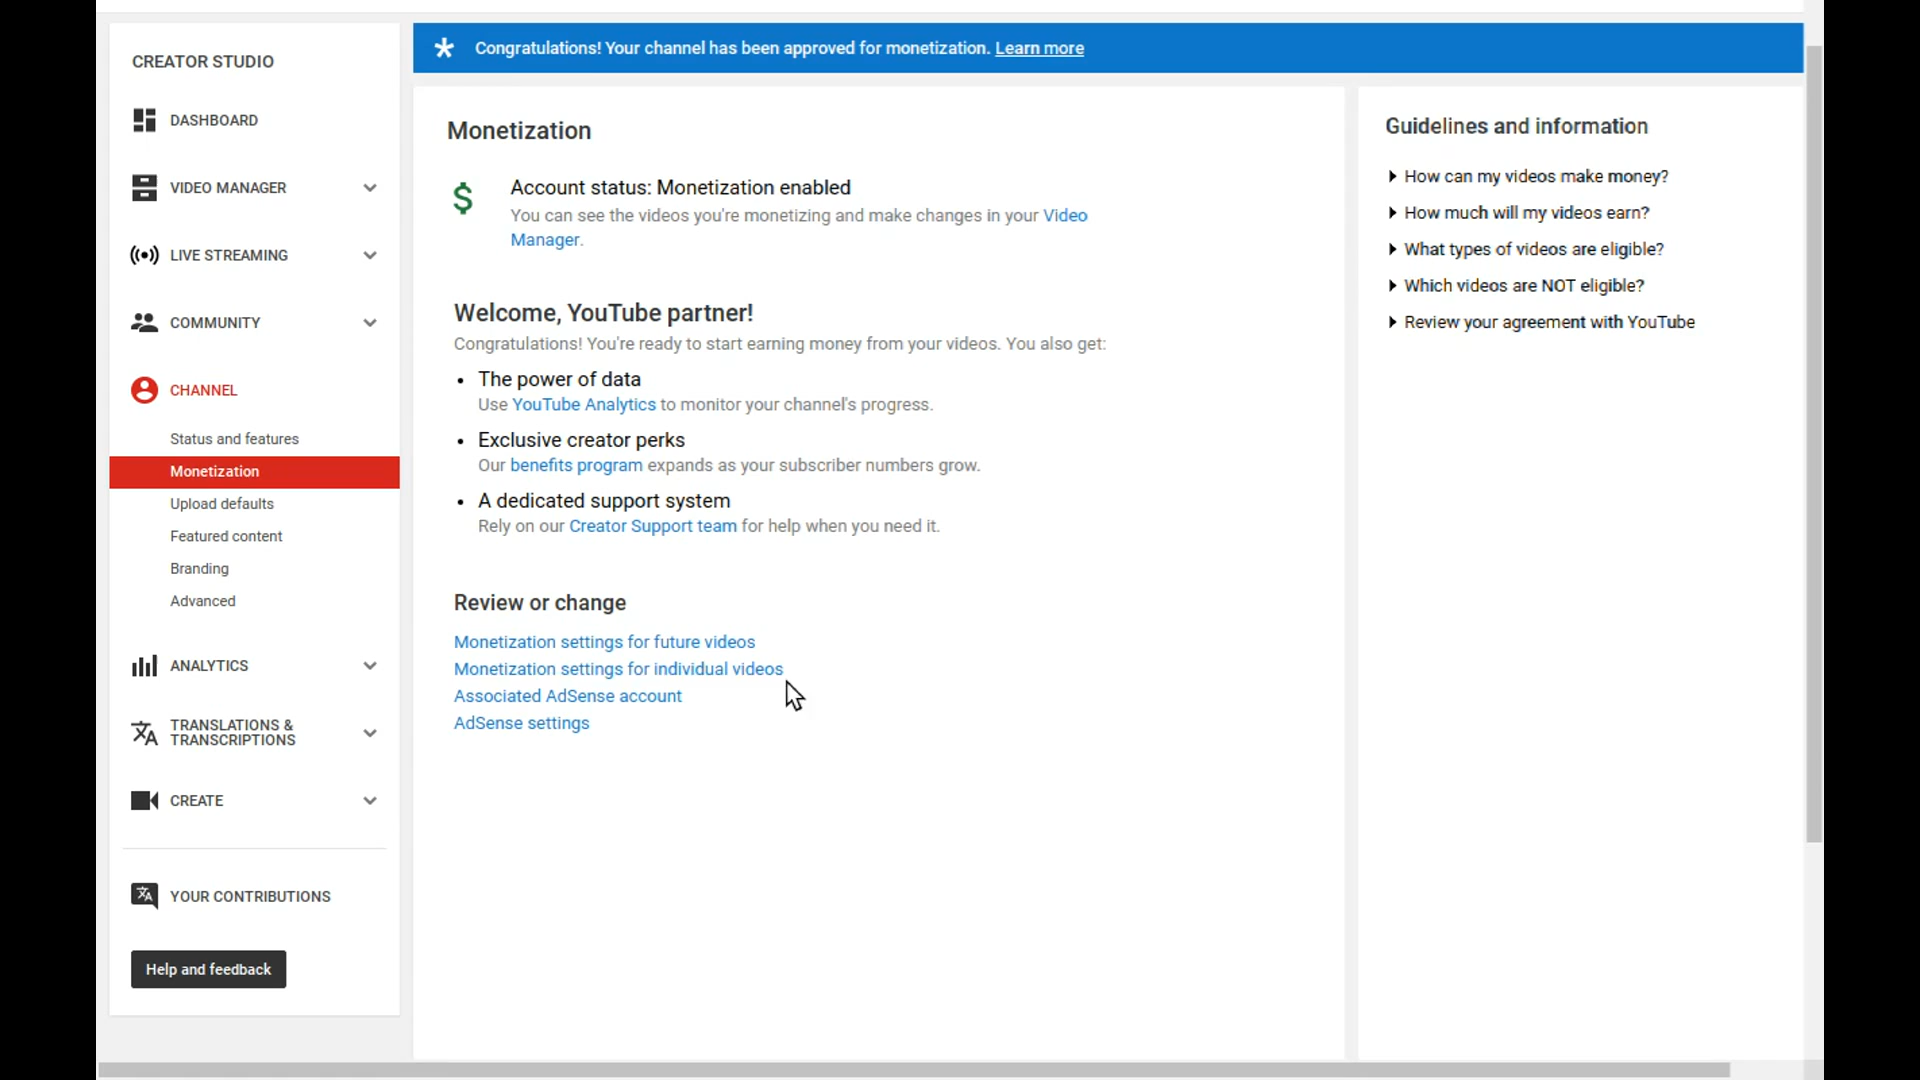 CREATOR STUDIO
DASHBOARD
VIDEO MANAGER
LIVE STREAMING
COMMUNITY
CHANNEL
Status and features
Monetization
Upload defaults
Featured content
Branding
Advanced
ANALYTICS
TRANSLATIONS &
TRANSCRIPTIONS
CREATE
YOUR CONTRIBUTIONS
Help and feedback
Congratulations! Your channel has been approved for monetization. Learn more
Monetization
Account status: Monetization enabled
You can see the videos you're monetizing and make changes in your Video
Manager.
Welcome, YouTube partner!
Congratulations! You're ready to start earning money from your videos. You also get:
• The power of data
Use YouTube Analytics to monitor your channel's progress.
• Exclusive creator perks
Our benefits program expands as your subscriber numbers grow.
• A dedicated support system
Rely on our Creator Support team for help when you need it.
Review or change
Monetization settings for future videos
Monetization settings for individual videos
Associated AdSense account
AdSense settings
Guidelines and information
How can my videos make money?
How much will my videos earn?
What types of videos are eligible?
Which videos are NOT eligible?
Review your agreement with YouTube